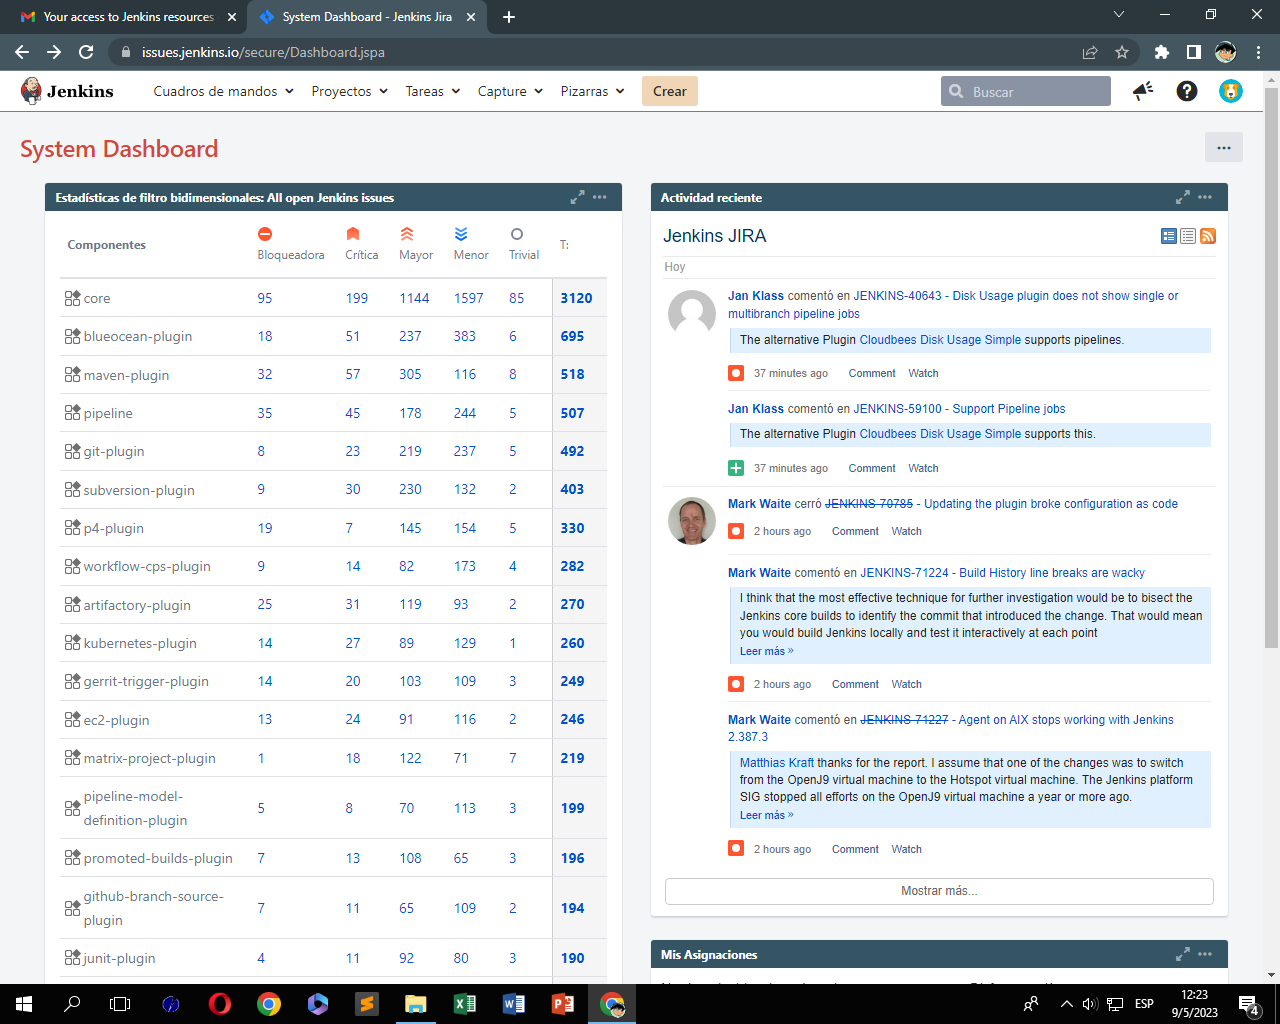 Your access to Jenkins resources
System Dashboard - Jenkins Jira
issues.jenkins.io/secure/Dashboard.jspa
Jenkins
Cuadros de mandos
Proyectos
Tareas
Capture
Pizarras
Crear
Buscar
System Dashboard
Estadísticas de filtro bidimensionales: All open Jenkins issues
Componentes Bloqueadora Crítica Mayor Menor Trivial T:
core 95 199 1144 1597 85 3120
blueocean-plugin 18 51 237 383 6 695
maven-plugin 32 57 305 116 8 518
pipeline 35 45 178 244 5 507
git-plugin 8 23 219 237 5 492
subversion-plugin 9 30 230 132 2 403
p4-plugin 19 7 145 154 5 330
workflow-cps-plugin 9 14 82 173 4 282
artifactory-plugin 25 31 119 93 2 270
kubernetes-plugin 14 27 89 129 1 260
gerrit-trigger-plugin 14 20 103 109 3 249
ec2-plugin 13 24 91 116 2 246
matrix-project-plugin 1 18 122 71 7 219
pipeline-model-
definition-plugin 5 8 70 113 3 199
promoted-builds-plugin 7 13 108 65 3 196
github-branch-source-
plugin 7 11 65 109 2 194
junit-plugin 4 11 92 80 3 190
Actividad reciente
Jenkins JIRA
Hoy
Jan Klass comentó en JENKINS-40643 - Disk Usage plugin does not show single or
multibranch pipeline jobs
The alternative Plugin Cloudbees Disk Usage Simple supports pipelines.
37 minutes ago Comment Watch
Jan Klass comentó en JENKINS-59100 - Support Pipeline jobs
The alternative Plugin Cloudbees Disk Usage Simple supports this.
37 minutes ago Comment Watch
Mark Waite cerró JENKINS-70785 - Updating the plugin broke configuration as code
2 hours ago Comment Watch
Mark Waite comentó en JENKINS-71224 - Build History line breaks are wacky
I think that the most effective technique for further investigation would be to bisect the
Jenkins core builds to identify the commit that introduced the change. That would mean
you would build Jenkins locally and test it interactively at each point
Leer más »
2 hours ago Comment Watch
Mark Waite comentó en JENKINS-71227 - Agent on AIX stops working with Jenkins
2.387.3
Matthias Kraft thanks for the report. I assume that one of the changes was to switch
from the OpenJ9 virtual machine to the Hotspot virtual machine. The Jenkins platform
SIG stopped all efforts on the OpenJ9 virtual machine a year or more ago.
Leer más »
2 hours ago Comment Watch
Mostrar más...
Mis Asignaciones
ESP
12:23
9/5/2023
4